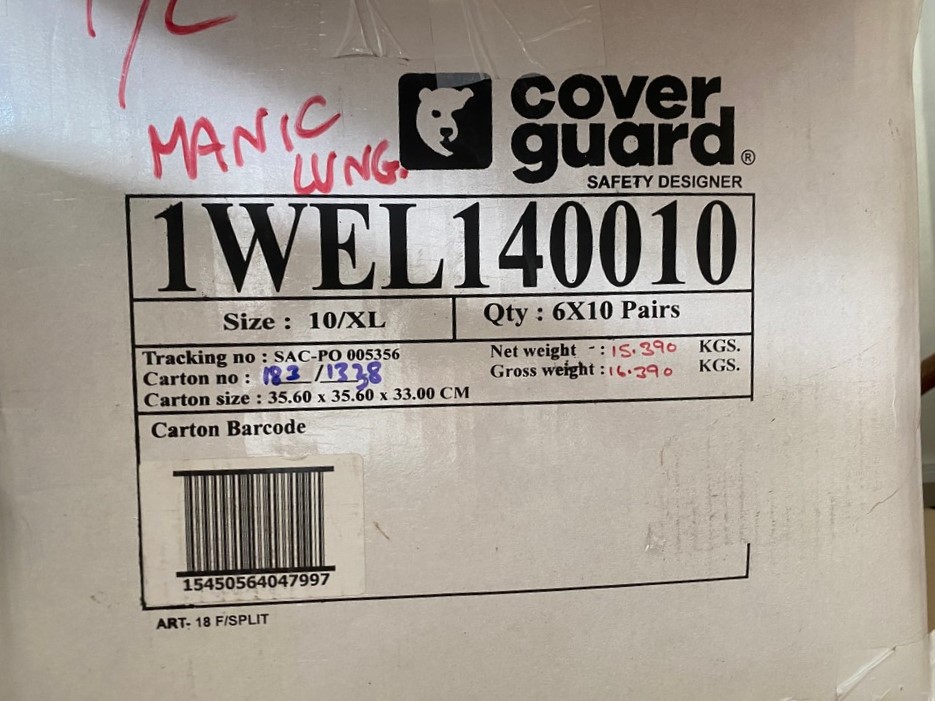 MANIC
LUNG.
cover
guard®
SAFETY DESIGNER
1WEL140010
Size : 10/XL
Qty : 6X10 Pairs
Tracking no : SAC-PO 005356
Carton no : 183 /1338
Carton size : 35.60 x 35.60 x 33.00 CM
Net weight -: 15.390 KGS.
Gross weight : 16.390 KGS.
Carton Barcode
15450564047997
ART- 18 F/SPLIT